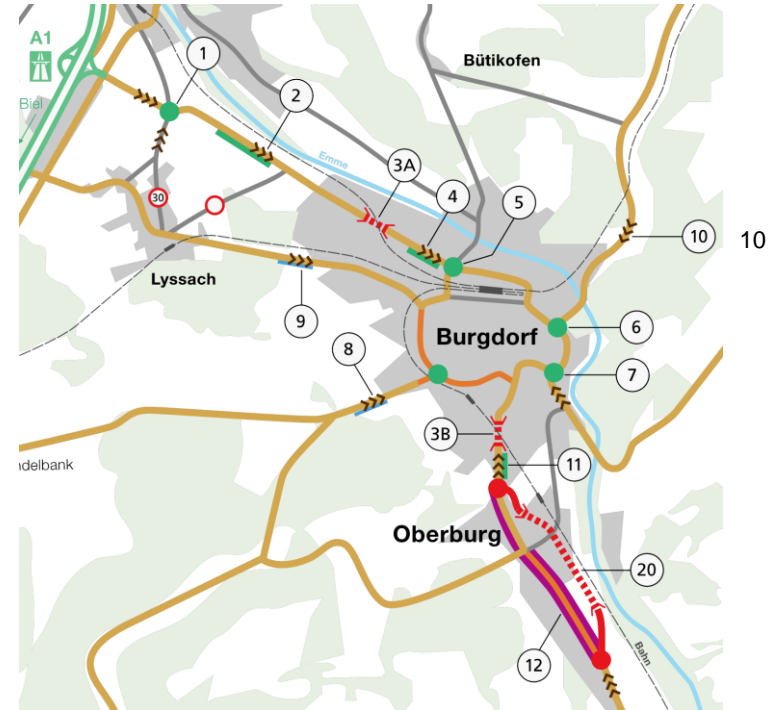 A1
1
Bütikofen
Biel
2
Emme
3A
4
5
30
10
10
Lyssach
9
6
Burgdorf
8
7
3B
ndelbank
11
Oberburg
20
12
Bahn